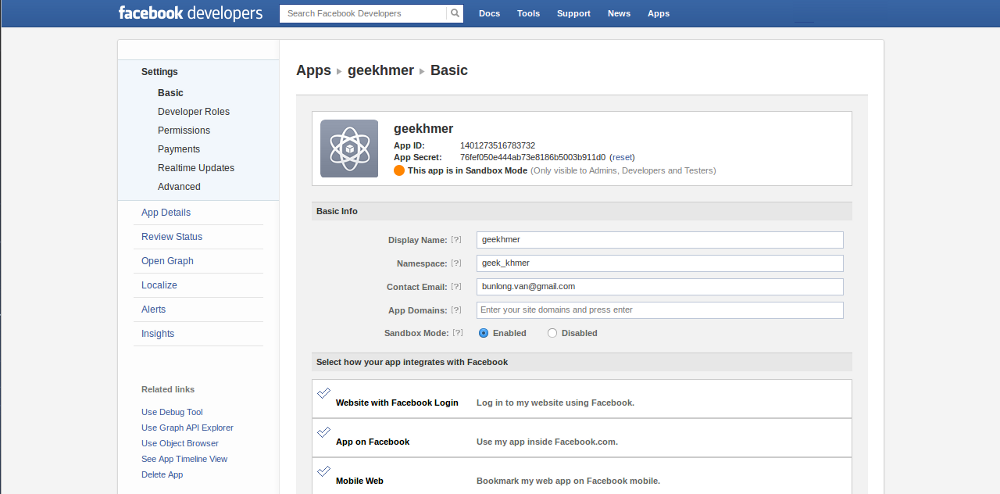 facebook developers
Search Facebook Developers
Docs Tools Support News Apps
Settings
Basic
Developer Roles
Permissions
Payments
Realtime Updates
Advanced
App Details
Review Status
Open Graph
Localize
Alerts
Insights
Related links
Use Debug Tool
Use Graph API Explorer
Use Object Browser
See App Timeline View
Delete App
Apps geekhmer Basic
geekhmer
App ID: 1401273516783732
App Secret: 76fef050e444ab73e8186b5003b911d0 (reset)
This app is in Sandbox Mode (Only visible to Admins, Developers and Testers)
Basic Info
Display Name: [?] geekhmer
Namespace: [?] geek_khmer
Contact Email: [?] bunlong.van@gmail.com
App Domains: [?] Enter your site domains and press enter
Sandbox Mode: [?] Enabled Disabled
Select how your app integrates with Facebook
Website with Facebook Login Log in to my website using Facebook.
App on Facebook Use my app inside Facebook.com.
Mobile Web Bookmark my web app on Facebook mobile.